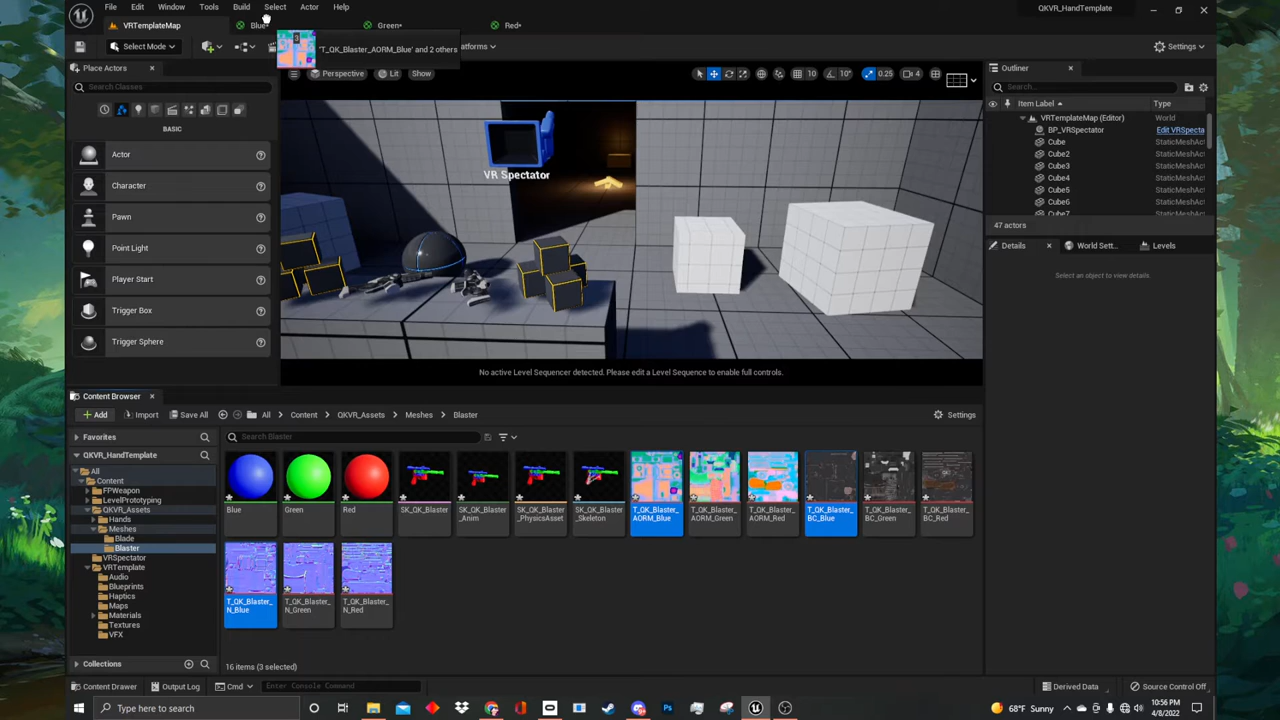 File Edit Window Tools Build Select Actor Help
QKVR_HandTemplate
VRTemplateMap Blue* Green* Red*
'T_QK_Blaster_AORM_Blue' and 2 others
3
Select Mode
Settings
Place Actors
Search Classes
BASIC
Actor
Character
Pawn
Point Light
Player Start
Trigger Box
Trigger Sphere
Perspective Lit Show
10 10° 0.25 4
VR Spectator
No active Level Sequencer detected. Please edit a Level Sequence to enable full controls.
Outliner
Search...
Item Label Type
VRTemplateMap (Editor) World
BP_VRSpectator Edit VRSpecta
Cube StaticMeshAct
Cube2 StaticMeshAct
Cube3 StaticMeshAct
Cube4 StaticMeshAct
Cube5 StaticMeshAct
Cube6 StaticMeshAct
47 actors
Details World Sett... Levels
Select an object to view details.
Content Browser
Add Import Save All All Content QKVR_Assets Meshes Blaster Settings
Favorites
Search Blaster
QKVR_HandTemplate
All
Content
FPWeapon
LevelPrototyping
QKVR_Assets
Hands
Meshes
Blade
Blaster
VRSpectator
VRTemplate
Audio
Blueprints
Haptics
Maps
Materials
Textures
VFX
Collections
Blue
Green
Red
SK_QK_Blaster
SK_QK_Blaster
_Anim
SK_QK_Blaster
_PhysicsAsset
SK_QK_Blaster
_Skeleton
T_QK_Blaster_
AORM_Blue
T_QK_Blaster_
AORM_Green
T_QK_Blaster_
AORM_Red
T_QK_Blaster_
BC_Blue
T_QK_Blaster_
BC_Green
T_QK_Blaster_
BC_Red
T_QK_Blaster_
N_Blue
T_QK_Blaster_
N_Green
T_QK_Blaster_
N_Red
16 items (3 selected)
Content Drawer Output Log Cmd Enter Console Command
Derived Data Source Control Off
Type here to search
68°F Sunny
10:56 PM
4/8/2022